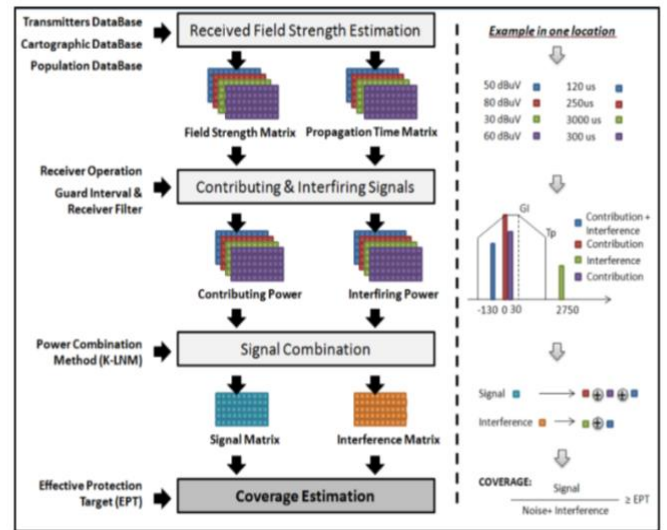 Transmitters DataBase
Cartographic DataBase
Population DataBase
Received Field Strength Estimation
Field Strength Matrix
Propagation Time Matrix
Receiver Operation
Guard Interval &
Receiver Filter
Contributing & Interfiring Signals
Contributing Power
Interfiring Power
Power Combination
Method (K-LNM)
Signal Combination
Signal Matrix
Interference Matrix
Effective Protection
Target (EPT)
Coverage Estimation
Example in one location
50 dBuV 120 us
80 dBuV 250us
30 dBuV 3000 us
60 dBuV 300 us
GI
Tp
Contribution +
Interference
Contribution
Interference
Contribution
-130 0 30 2750
Signal
Interference
COVERAGE:
Signal
Noise+ Interference
≥ EPT